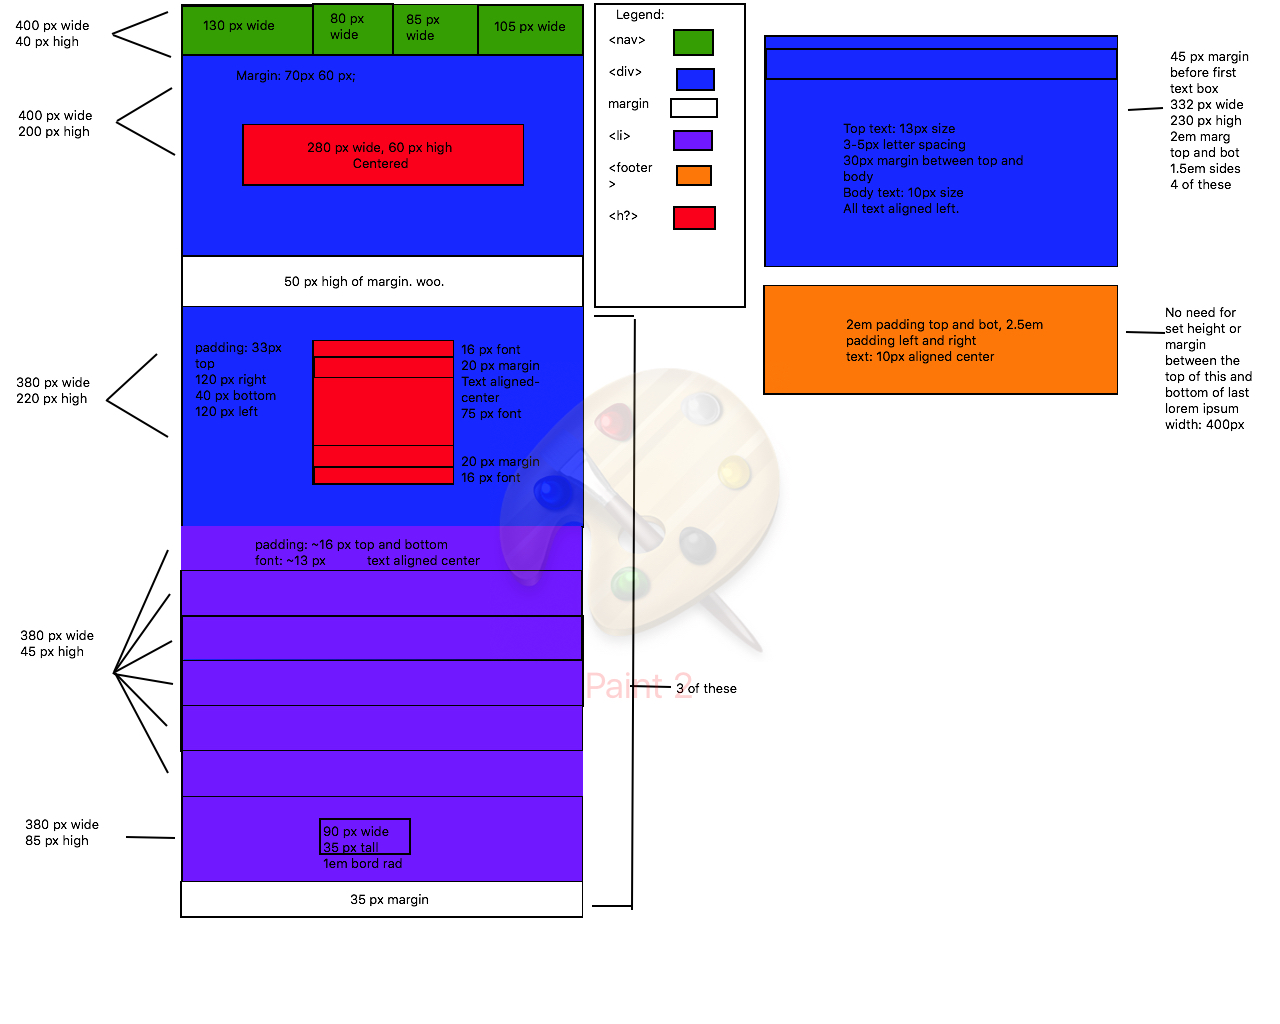 400 px wide
40 px high
130 px wide
80 px
wide
85 px
wide
105 px wide
Margin: 70px 60 px;
400 px wide
200 px high
280 px wide, 60 px high
Centered
50 px high of margin. woo.
380 px wide
220 px high
padding: 33px
top
120 px right
40 px bottom
120 px left
16 px font
20 px margin
Text aligned-
center
75 px font
20 px margin
16 px font
padding: ~16 px top and bottom
font: ~13 px text aligned center
380 px wide
45 px high
380 px wide
85 px high
90 px wide
35 px tall
1em bord rad
35 px margin
3 of these
Paint 2
Legend:
<nav>
<div>
margin
<li>
<footer
>
<h?>
Top text: 13px size
3-5px letter spacing
30px margin between top and
body
Body text: 10px size
All text aligned left.
45 px margin
before first
text box
332 px wide
230 px high
2em marg
top and bot
1.5em sides
4 of these
2em padding top and bot, 2.5em
padding left and right
text: 10px aligned center
No need for
set height or
margin
between the
top of this and
bottom of last
lorem ipsum
width: 400px